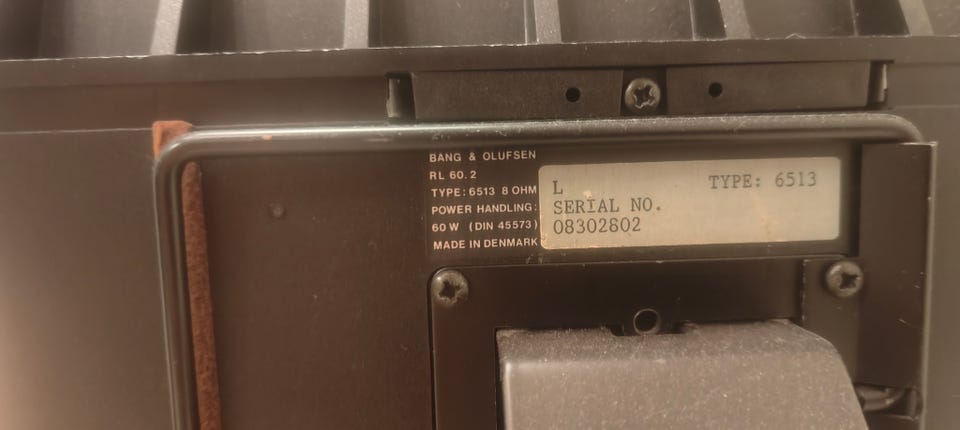 BANG & OLUFSEN
RL 60.2
TYPE: 6513 8 OHM
POWER HANDLING:
60 W (DIN 45573)
MADE IN DENMARK
L TYPE: 6513
SERIAL NO.
08302802